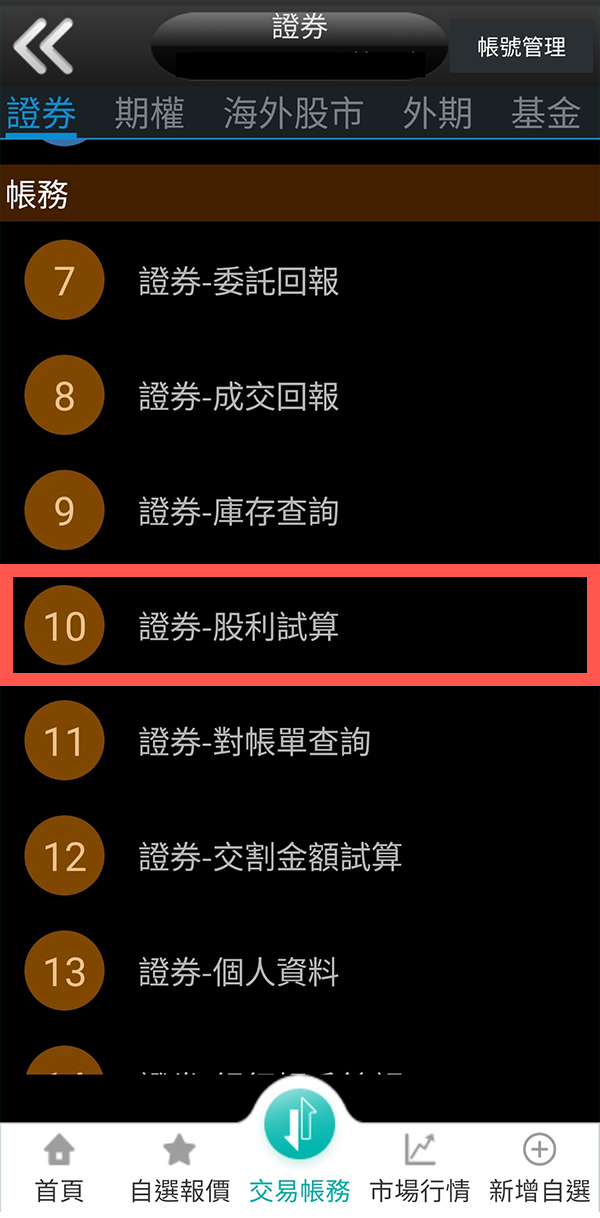 證券
帳號管理
證券 期權 海外股市 外期 基金
帳務
7 證券-委託回報
8 證券-成交回報
9 證券-庫存查詢
10 證券-股利試算
11 證券-對帳單查詢
12 證券-交割金額試算
13 證券-個人資料
首頁 自選報價 交易帳務 市場行情 新增自選